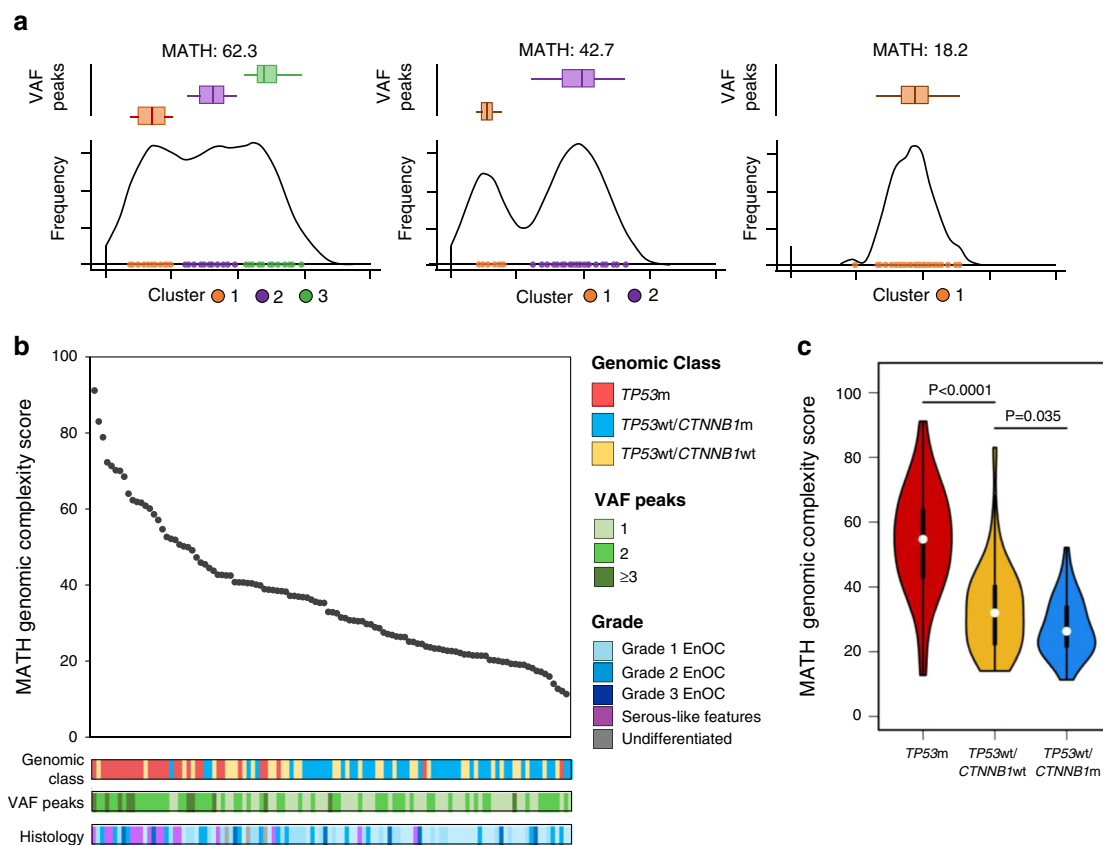 a
MATH: 62.3
VAF
peaks
Frequency
Cluster 1 2 3
MATH: 42.7
VAF
peaks
Frequency
Cluster 1 2
MATH: 18.2
VAF
peaks
Frequency
Cluster 1
b
MATH genomic complexity score
100
80
60
40
20
0
Genomic
class
VAF peaks
Histology
Genomic Class
TP53m
TP53wt/CTNNB1m
TP53wt/CTNNB1wt
VAF peaks
1
2
≥3
Grade
Grade 1 EnOC
Grade 2 EnOC
Grade 3 EnOC
Serous-like features
Undifferentiated
c
MATH genomic complexity score
100
80
60
40
20
0
P<0.0001
P=0.035
TP53m
TP53wt/
CTNNB1wt
TP53wt/
CTNNB1m